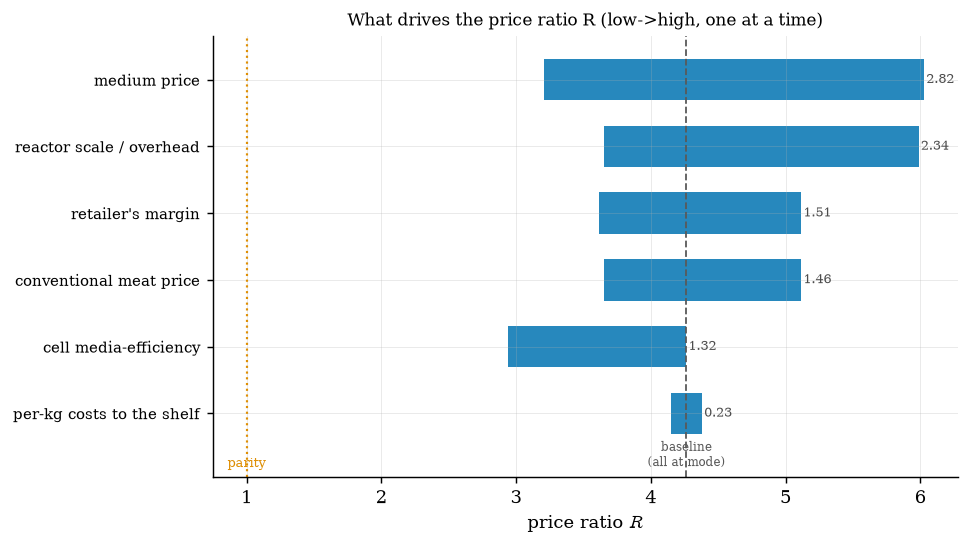 What drives the price ratio R (low->high, one at a time)
medium price
2.82
reactor scale / overhead
2.34
retailer's margin
1.51
conventional meat price
1.46
cell media-efficiency
1.32
per-kg costs to the shelf
0.23
baseline
(all at mode)
parity
1 2 3 4 5 6
price ratio R